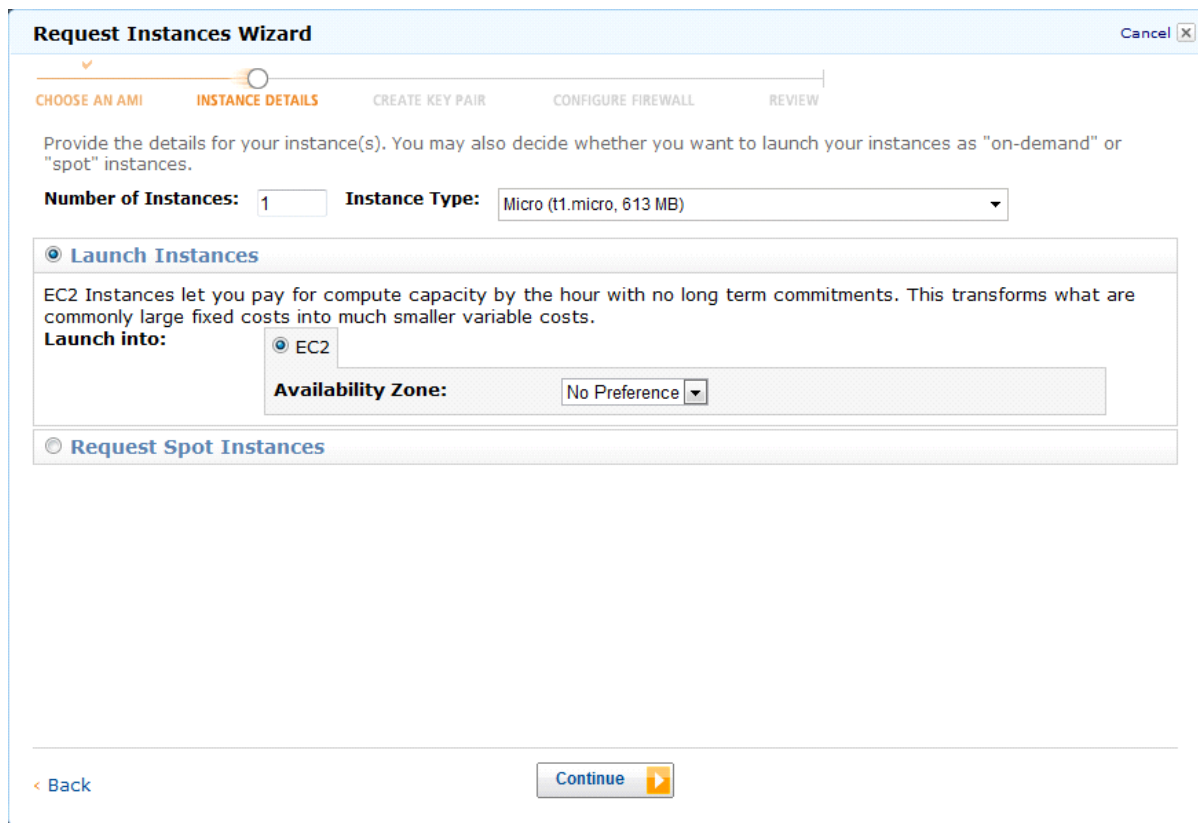 Request Instances Wizard
Cancel
CHOOSE AN AMI INSTANCE DETAILS CREATE KEY PAIR CONFIGURE FIREWALL REVIEW
Provide the details for your instance(s). You may also decide whether you want to launch your instances as "on-demand" or
"spot" instances.
Number of Instances: 1 Instance Type: Micro (t1.micro, 613 MB)
Launch Instances
EC2 Instances let you pay for compute capacity by the hour with no long term commitments. This transforms what are
commonly large fixed costs into much smaller variable costs.
Launch into: EC2
Availability Zone: No Preference
Request Spot Instances
< Back Continue